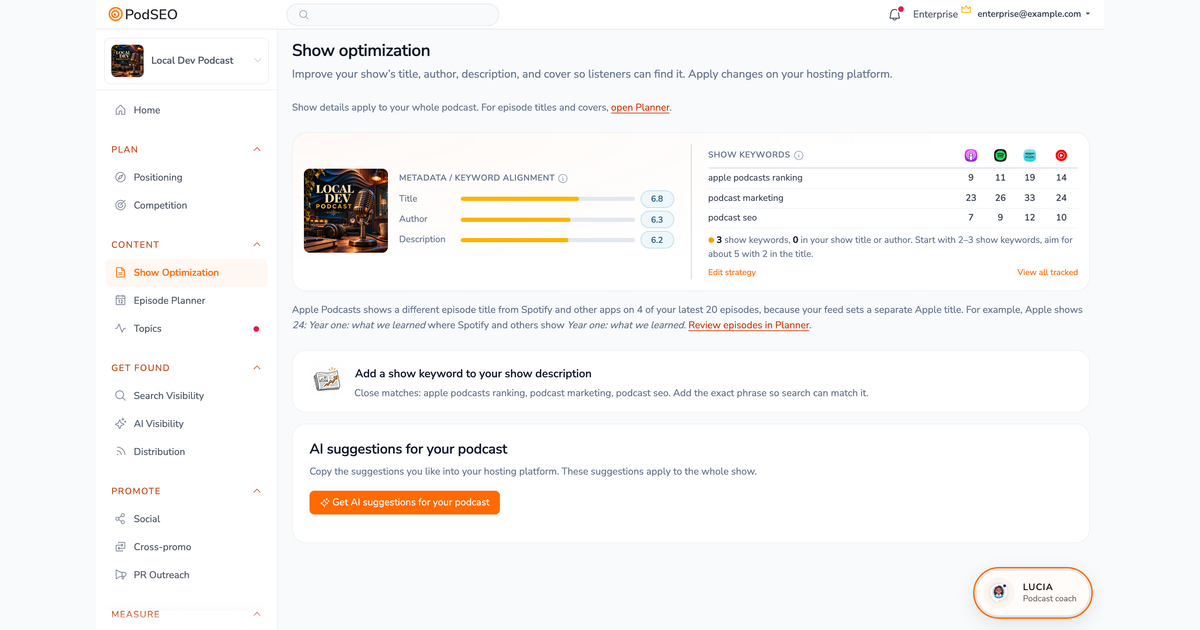 PodSEO
Enterprise
enterprise@example.com
Local Dev Podcast
Home
PLAN
Positioning
Competition
CONTENT
Show Optimization
Episode Planner
Topics
GET FOUND
Search Visibility
AI Visibility
Distribution
PROMOTE
Social
Cross-promo
PR Outreach
MEASURE
Show optimization
Improve your show's title, author, description, and cover so listeners can find it. Apply changes on your hosting platform.
Show details apply to your whole podcast. For episode titles and covers, open Planner.
LOCAL
DEV
PODCAST
METADATA / KEYWORD ALIGNMENT
Title 6.8
Author 6.3
Description 6.2
SHOW KEYWORDS
apple podcasts ranking 9 11 19 14
podcast marketing 23 26 33 24
podcast seo 7 9 12 10
3 show keywords, 0 in your show title or author. Start with 2–3 show keywords, aim for
about 5 with 2 in the title.
Edit strategy View all tracked
Apple Podcasts shows a different episode title from Spotify and other apps on 4 of your latest 20 episodes, because your feed sets a separate Apple title. For example, Apple shows
24: Year one: what we learned where Spotify and others show Year one: what we learned. Review episodes in Planner.
Add a show keyword to your show description
Close matches: apple podcasts ranking, podcast marketing, podcast seo. Add the exact phrase so search can match it.
AI suggestions for your podcast
Copy the suggestions you like into your hosting platform. These suggestions apply to the whole show.
Get AI suggestions for your podcast
LUCIA
Podcast coach